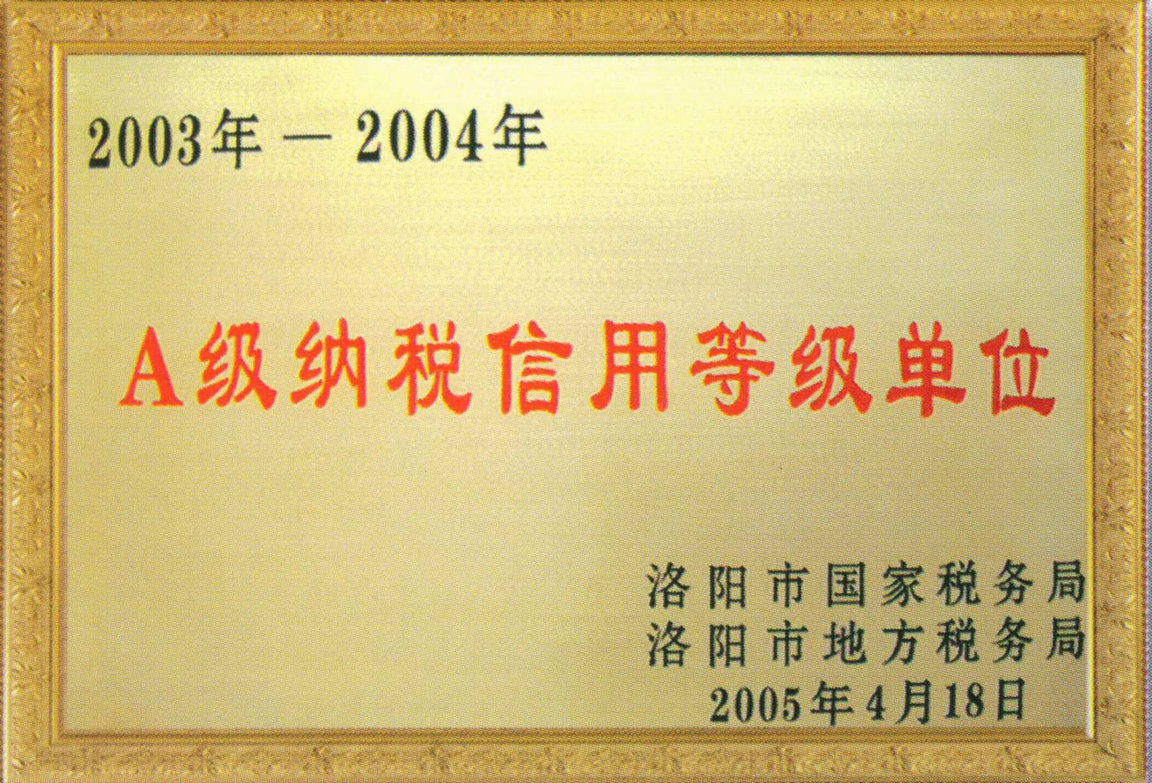 2003年－2004年
A级纳税信用等级单位
洛阳市国家税务局
洛阳市地方税务局
2005年4月18日